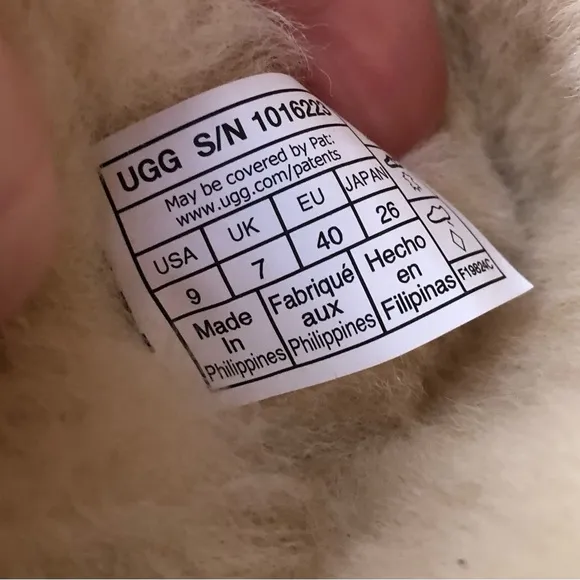 UGG S/N 1016223
May be covered by Pat:
www.ugg.com/patents
USA UK EU JAPAN
9 7 40 26
Made In Philippines
Fabriqué aux Philippines
Hecho en Filipinas
F19824C